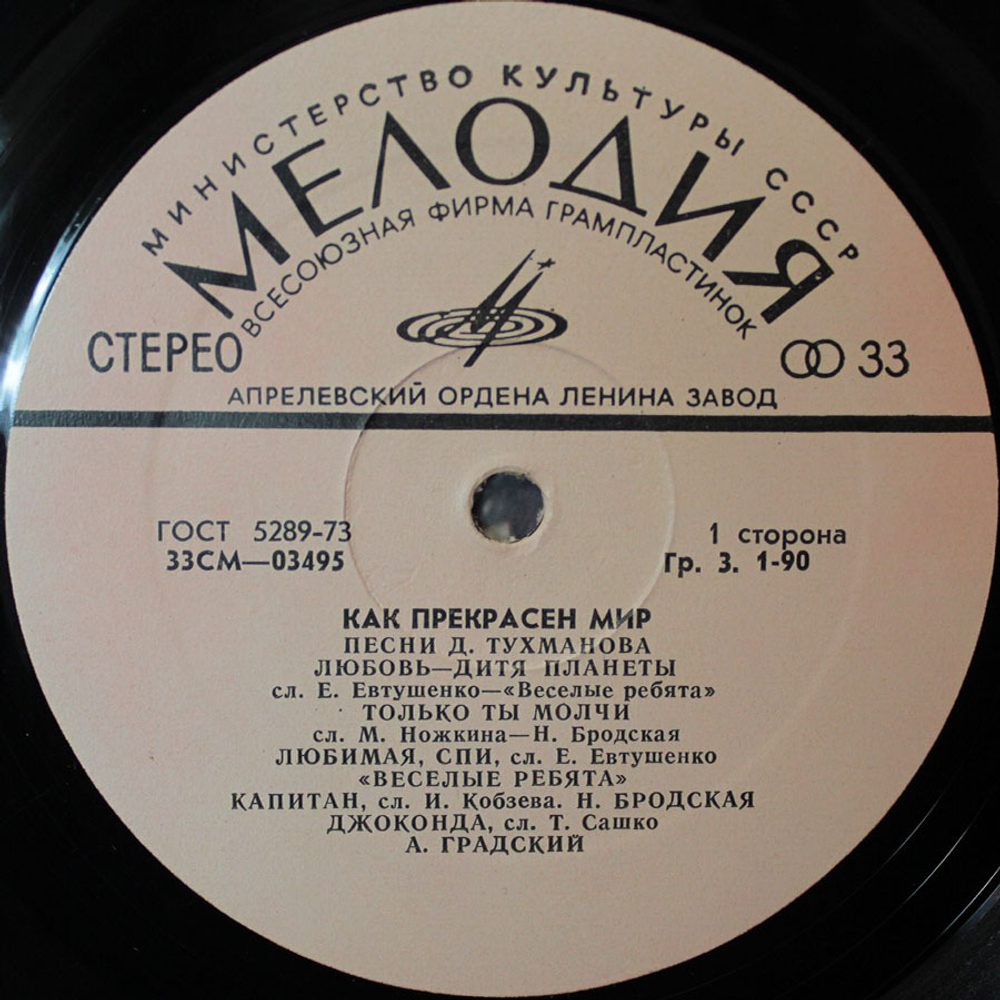 МИНИСТЕРСТВО КУЛЬТУРЫ СССР
МЕЛОДИЯ
ВСЕСОЮЗНАЯ ФИРМА ГРАМПЛАСТИНОК
СТЕРЕО
33
АПРЕЛЕВСКИЙ ОРДЕНА ЛЕНИНА ЗАВОД
ГОСТ 5289-73
33СМ—03495
1 сторона
Гр. 3. 1-90
КАК ПРЕКРАСЕН МИР
ПЕСНИ Д. ТУХМАНОВА
ЛЮБОВЬ—ДИТЯ ПЛАНЕТЫ
сл. Е. Евтушенко—«Веселые ребята»
ТОЛЬКО ТЫ МОЛЧИ
сл. М. Ножкина—Н. Бродская
ЛЮБИМАЯ, СПИ, сл. Е. Евтушенко
«ВЕСЕЛЫЕ РЕБЯТА»
КАПИТАН, сл. И. Кобзева. Н. БРОДСКАЯ
ДЖОКОНДА, сл. Т. Сашко
А. ГРАДСКИЙ